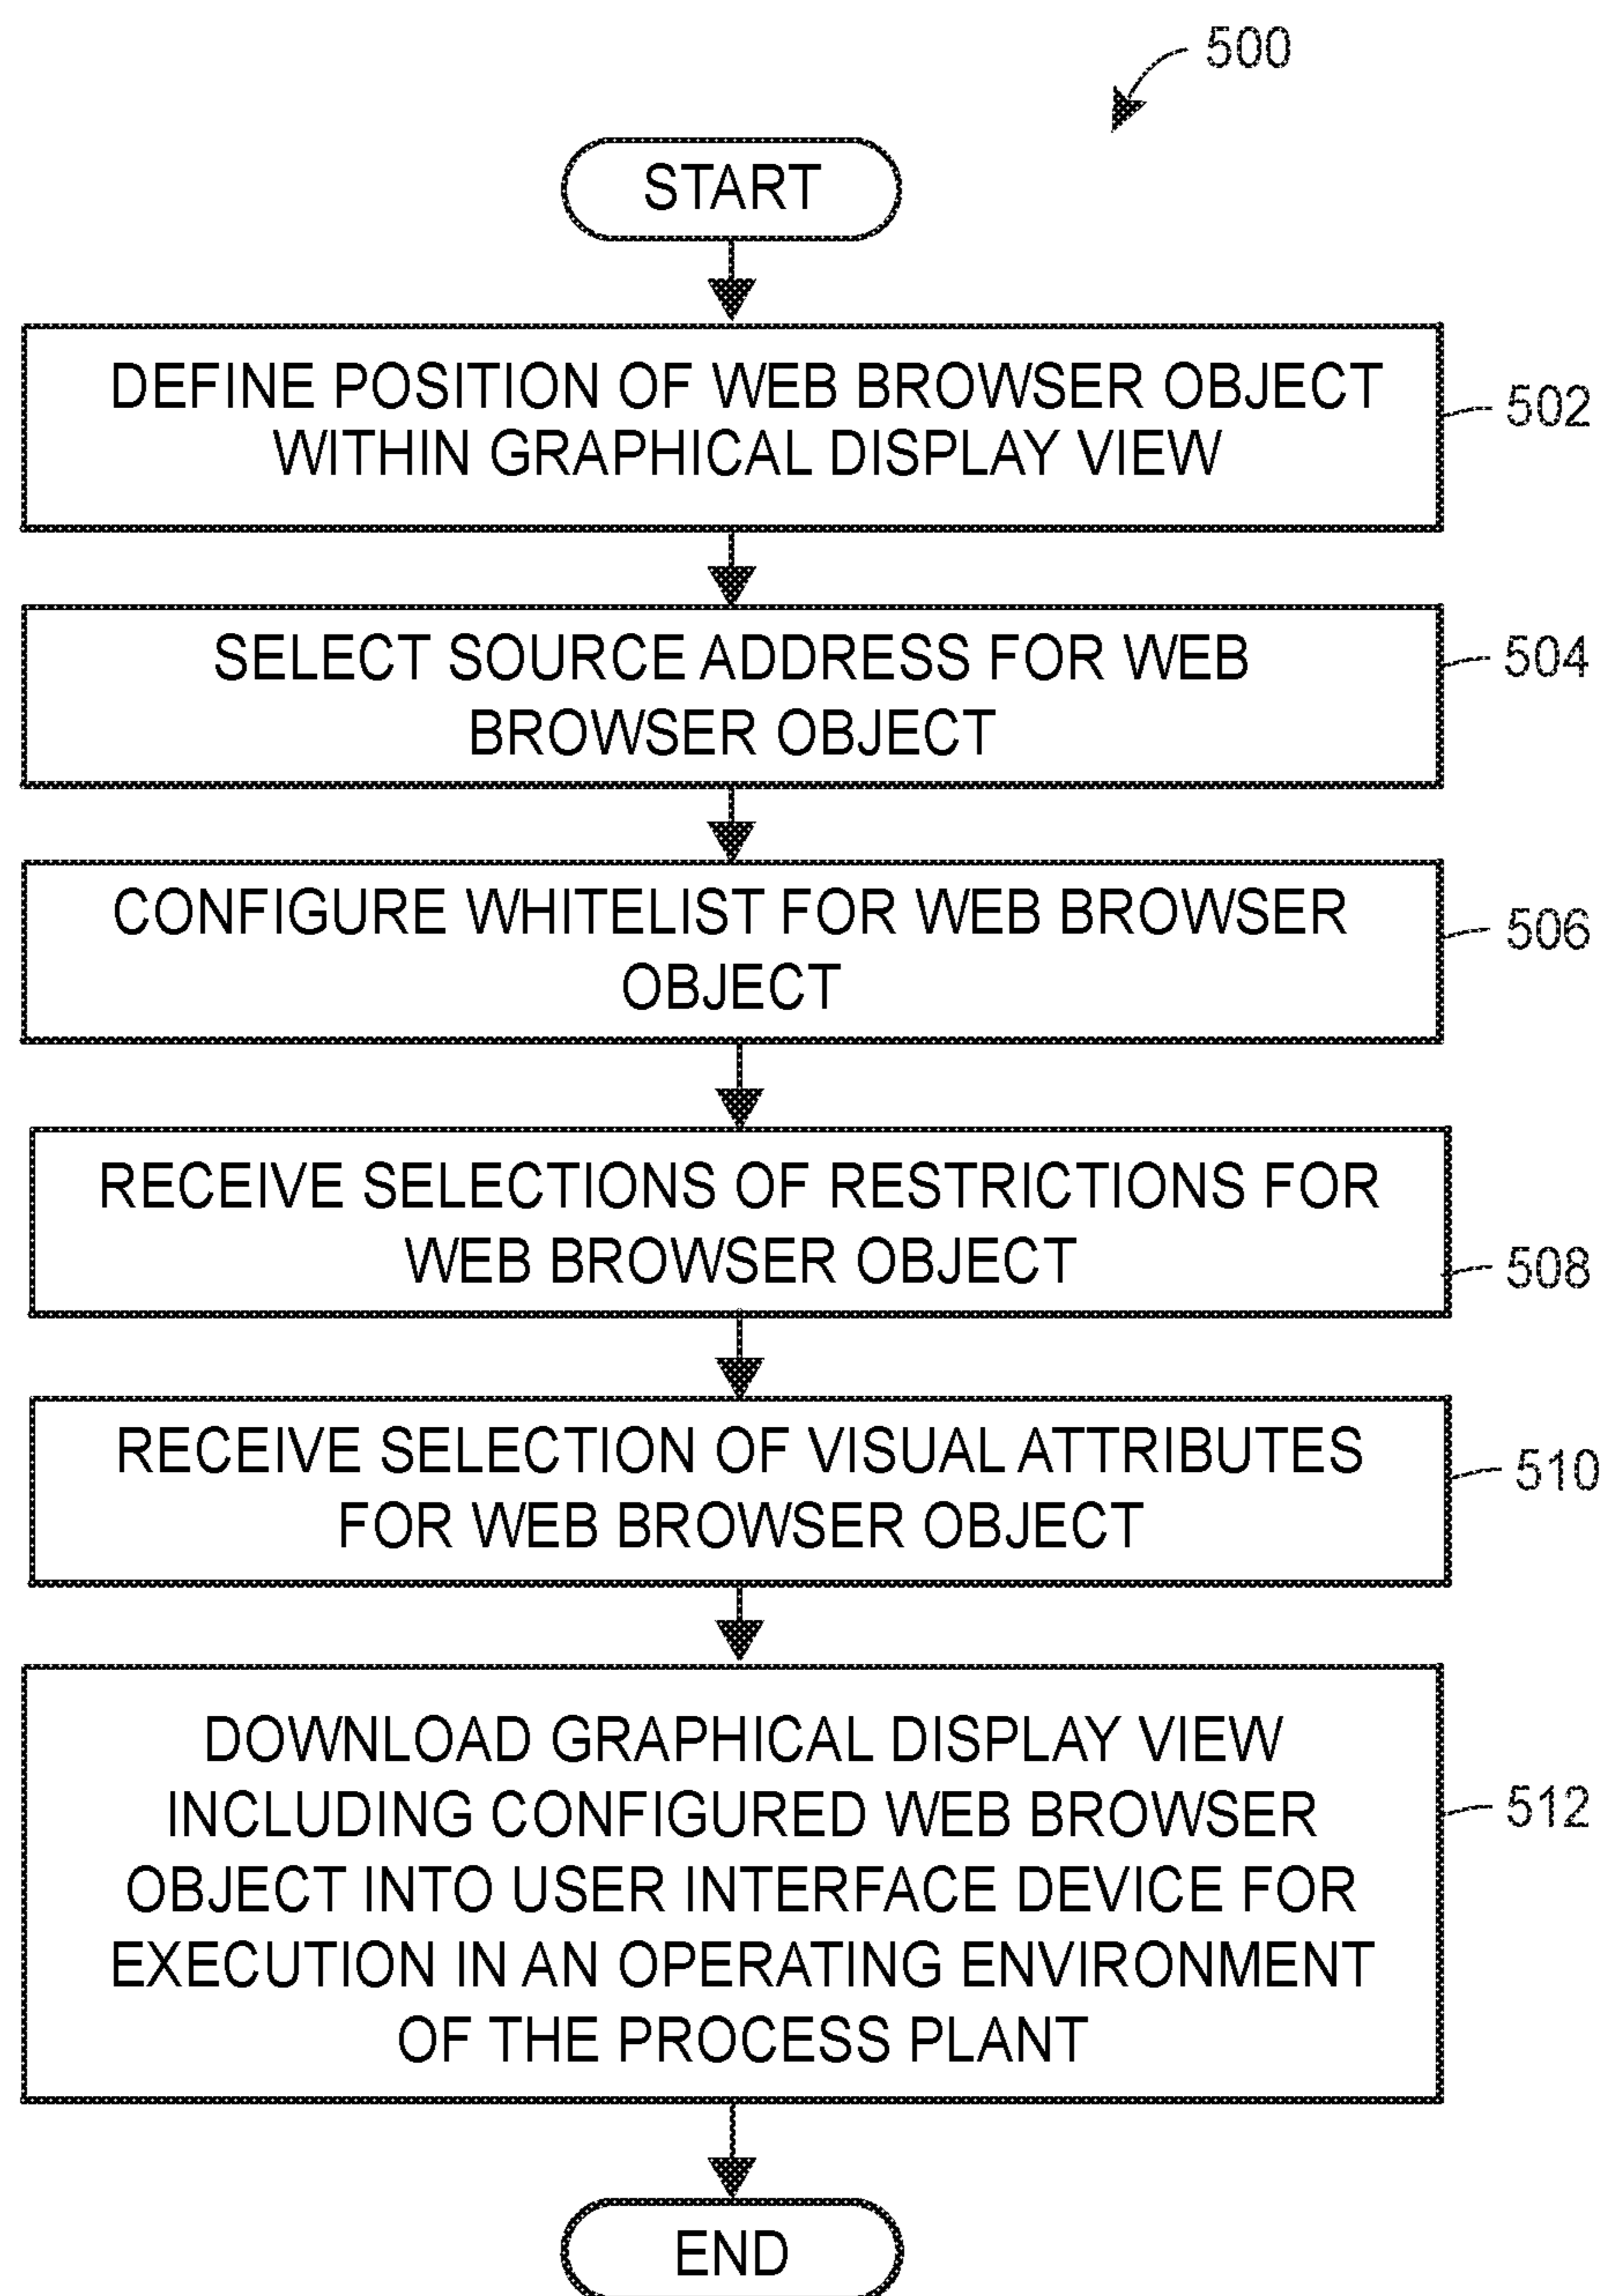 500
START
DEFINE POSITION OF WEB BROWSER OBJECT
WITHIN GRAPHICAL DISPLAY VIEW
502
SELECT SOURCE ADDRESS FOR WEB
BROWSER OBJECT
504
CONFIGURE WHITELIST FOR WEB BROWSER
OBJECT
506
RECEIVE SELECTIONS OF RESTRICTIONS FOR
WEB BROWSER OBJECT
508
RECEIVE SELECTION OF VISUAL ATTRIBUTES
FOR WEB BROWSER OBJECT
510
DOWNLOAD GRAPHICAL DISPLAY VIEW
INCLUDING CONFIGURED WEB BROWSER
OBJECT INTO USER INTERFACE DEVICE FOR
EXECUTION IN AN OPERATING ENVIRONMENT
OF THE PROCESS PLANT
512
END